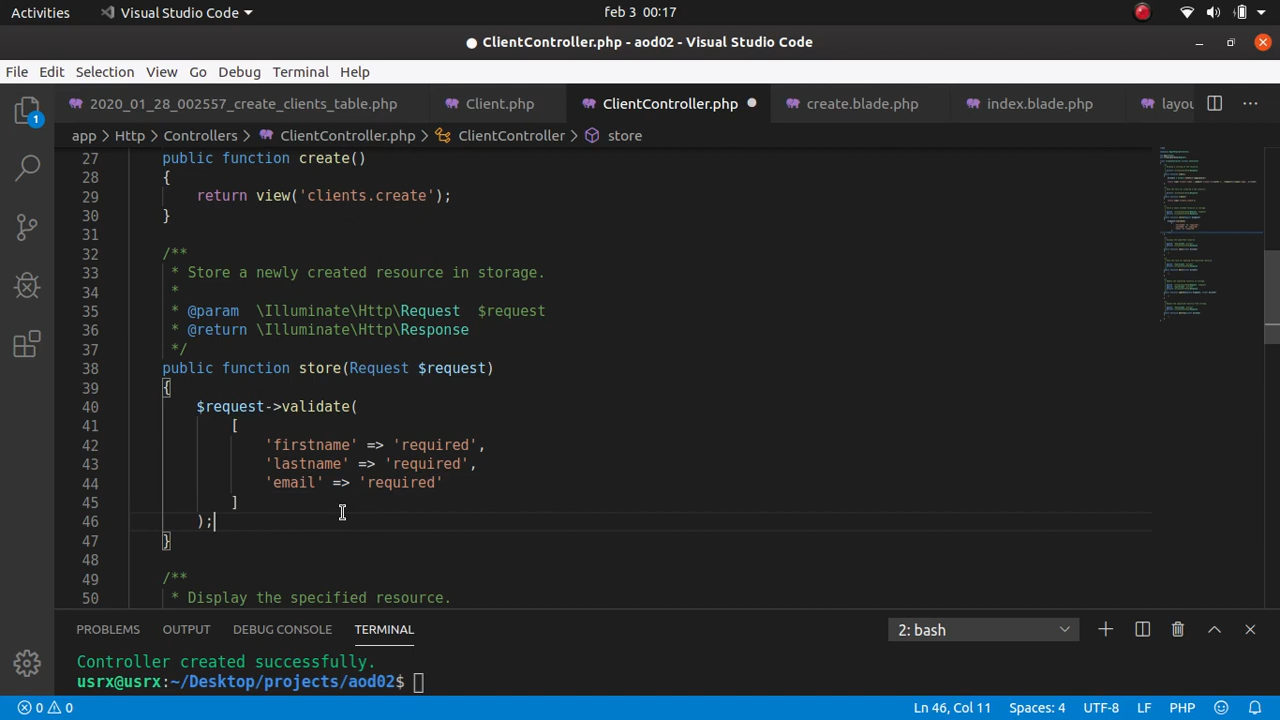 Activities Visual Studio Code feb 3 00:17
● ClientController.php - aod02 - Visual Studio Code
File Edit Selection View Go Debug Terminal Help
2020_01_28_002557_create_clients_table.php Client.php ClientController.php create.blade.php index.blade.php layou
1
app › Http › Controllers › ClientController.php › ClientController › store
27 public function create()
28 {
29 return view('clients.create');
30 }
31
32 /**
33 * Store a newly created resource in storage.
34 *
35 * @param \Illuminate\Http\Request $request
36 * @return \Illuminate\Http\Response
37 */
38 public function store(Request $request)
39 {
40 $request->validate(
41 [
42 'firstname' => 'required',
43 'lastname' => 'required',
44 'email' => 'required'
45 ]
46 );
47 }
48
49 /**
50 * Display the specified resource.
PROBLEMS OUTPUT DEBUG CONSOLE TERMINAL 2: bash
Controller created successfully.
usrx@usrx:~/Desktop/projects/aod02$
0 0 Ln 46, Col 11 Spaces: 4 UTF-8 LF PHP